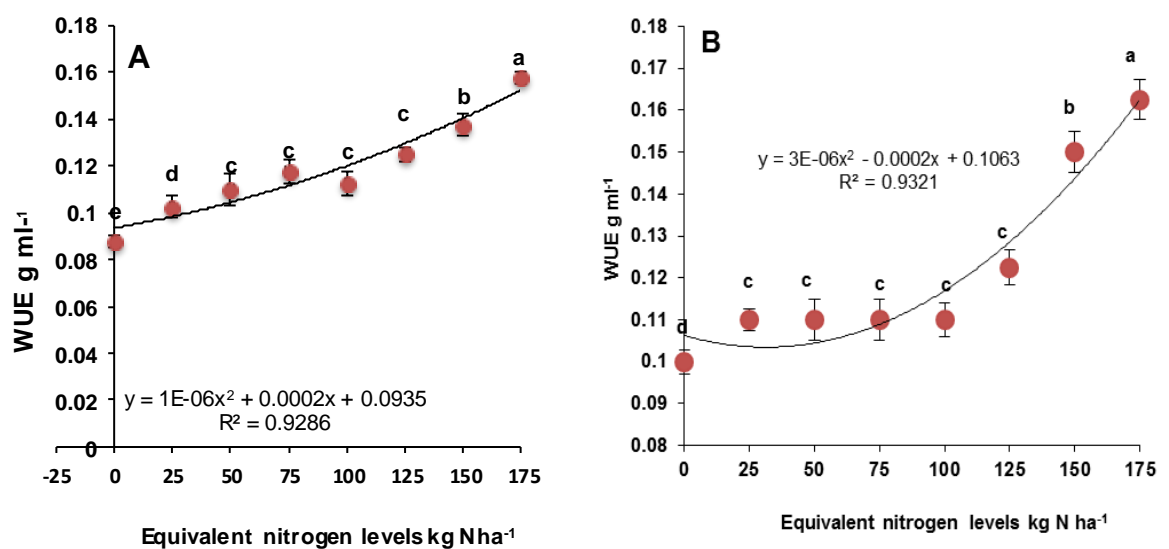 A
WUE g ml-¹
0.18
0.16
0.14
0.12
0.1
0.08
0.06
0.04
0.02
0
e
d
c
c
c
c
b
a
y = 1E-06x² + 0.0002x + 0.0935
R² = 0.9286
-25 0 25 50 75 100 125 150 175
Equivalent nitrogen levels kg N ha⁻¹
B
WUE g ml⁻¹
0.18
0.17
0.16
0.15
0.14
0.13
0.12
0.11
0.1
0.09
0.08
d
c
c
c
c
c
b
a
y = 3E-06x² - 0.0002x + 0.1063
R² = 0.9321
0 25 50 75 100 125 150 175
Equivalent nitrogen levels kg N ha⁻¹